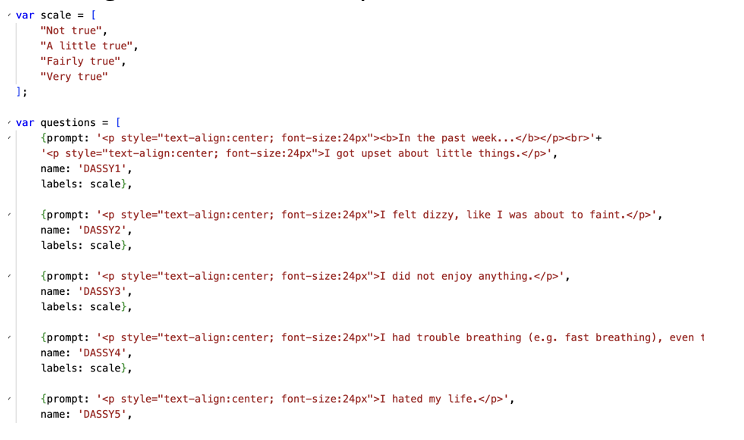 var scale = [
"Not true",
"A little true",
"Fairly true",
"Very true"
];
var questions = [
{prompt: '<p style="text-align:center; font-size:24px"><b>In the past week...</b></p><br>'+
'<p style="text-align:center; font-size:24px">I got upset about little things.</p>',
name: 'DASSY1',
labels: scale},
{prompt: '<p style="text-align:center; font-size:24px">I felt dizzy, like I was about to faint.</p>',
name: 'DASSY2',
labels: scale},
{prompt: '<p style="text-align:center; font-size:24px">I did not enjoy anything.</p>',
name: 'DASSY3',
labels: scale},
{prompt: '<p style="text-align:center; font-size:24px">I had trouble breathing (e.g. fast breathing), even
name: 'DASSY4',
labels: scale},
{prompt: '<p style="text-align:center; font-size:24px">I hated my life.</p>',
name: 'DASSY5',